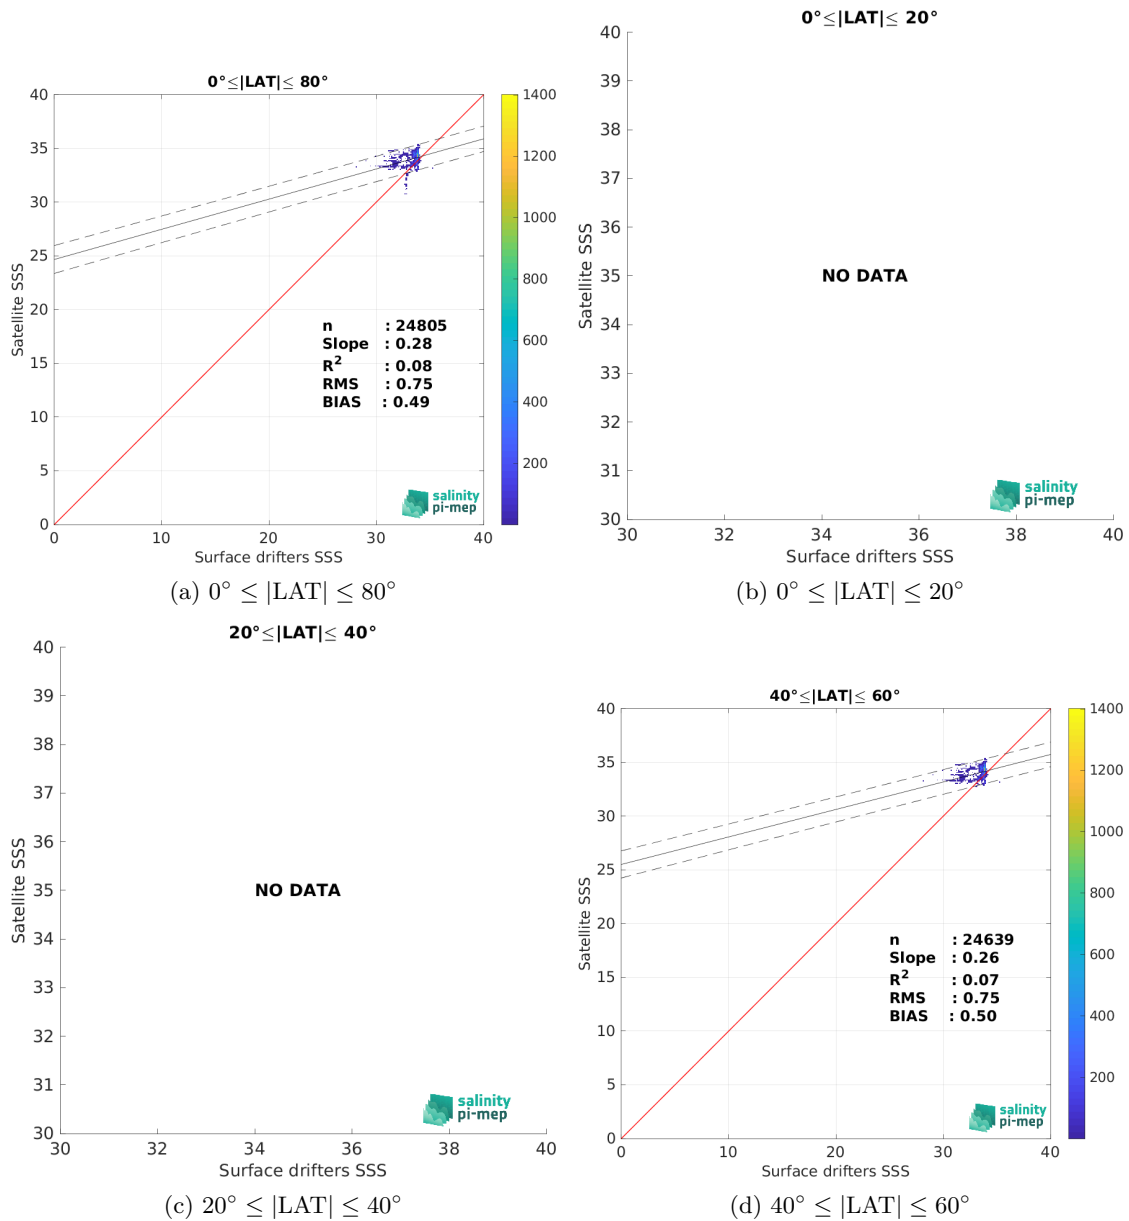 0°≤|LAT|≤ 80°
40
35
30
25
20
15
10
5
0
0
10
20
30
40
Satellite SSS
Surface drifters SSS
n : 24805
Slope : 0.28
R2 : 0.08
RMS : 0.75
BIAS : 0.49
salinity
pi-mep
1400
1200
1000
800
600
400
200
(a) 0° ≤ |LAT| ≤ 80°
0°≤|LAT|≤ 20°
40
39
38
37
36
35
34
33
32
31
30
30
32
34
36
38
40
Satellite SSS
NO DATA
Surface drifters SSS
salinity
pi-mep
(b) 0° ≤ |LAT| ≤ 20°
20°≤|LAT|≤ 40°
40
39
38
37
36
35
34
33
32
31
30
30
32
34
36
38
40
Satellite SSS
NO DATA
Surface drifters SSS
salinity
pi-mep
(c) 20° ≤ |LAT| ≤ 40°
40°≤|LAT|≤ 60°
40
35
30
25
20
15
10
5
0
0
10
20
30
40
Satellite SSS
Surface drifters SSS
n : 24639
Slope : 0.26
R2 : 0.07
RMS : 0.75
BIAS : 0.50
salinity
pi-mep
1400
1200
1000
800
600
400
200
(d) 40° ≤ |LAT| ≤ 60°